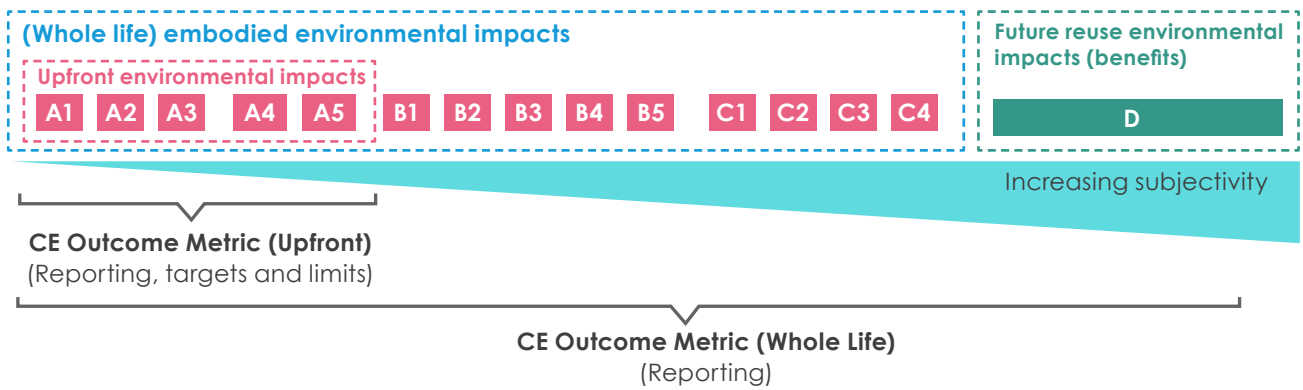 (Whole life) embodied environmental impacts
Upfront environmental impacts
A1 A2 A3 A4 A5 B1 B2 B3 B4 B5 C1 C2 C3 C4
Future reuse environmental
impacts (benefits)
D
Increasing subjectivity
CE Outcome Metric (Upfront)
(Reporting, targets and limits)
CE Outcome Metric (Whole Life)
(Reporting)